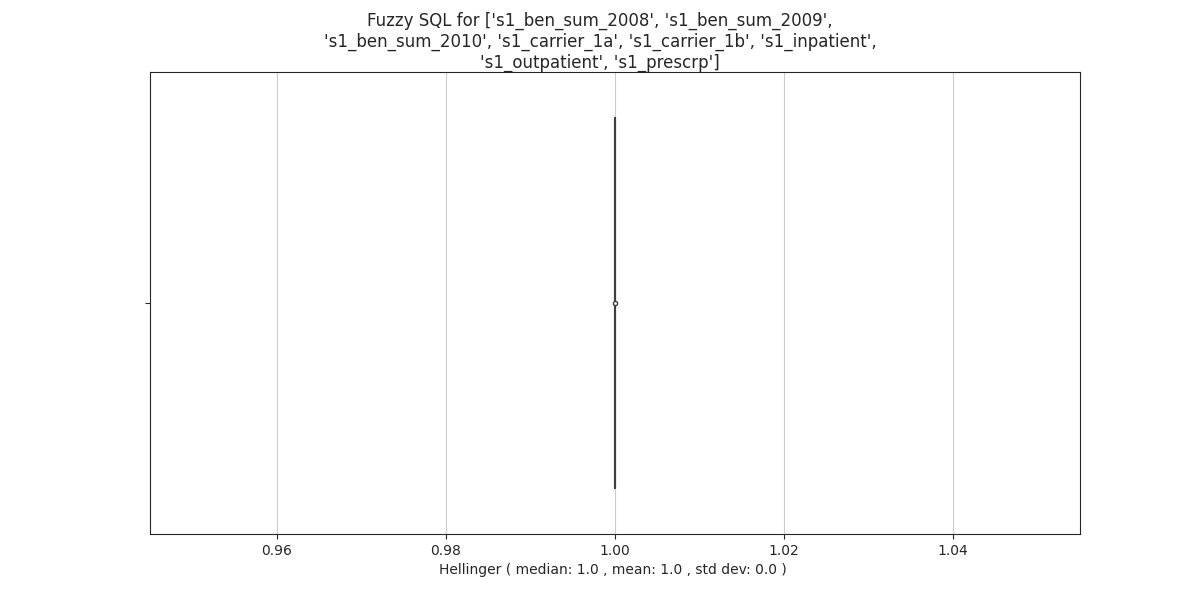 Fuzzy SQL for ['s1_ben_sum_2008', 's1_ben_sum_2009',
's1_ben_sum_2010', 's1_carrier_1a', 's1_carrier_1b', 's1_inpatient',
's1_outpatient', 's1_prescrp']
0.96 0.98 1.00 1.02 1.04
Hellinger ( median: 1.0 , mean: 1.0 , std dev: 0.0 )